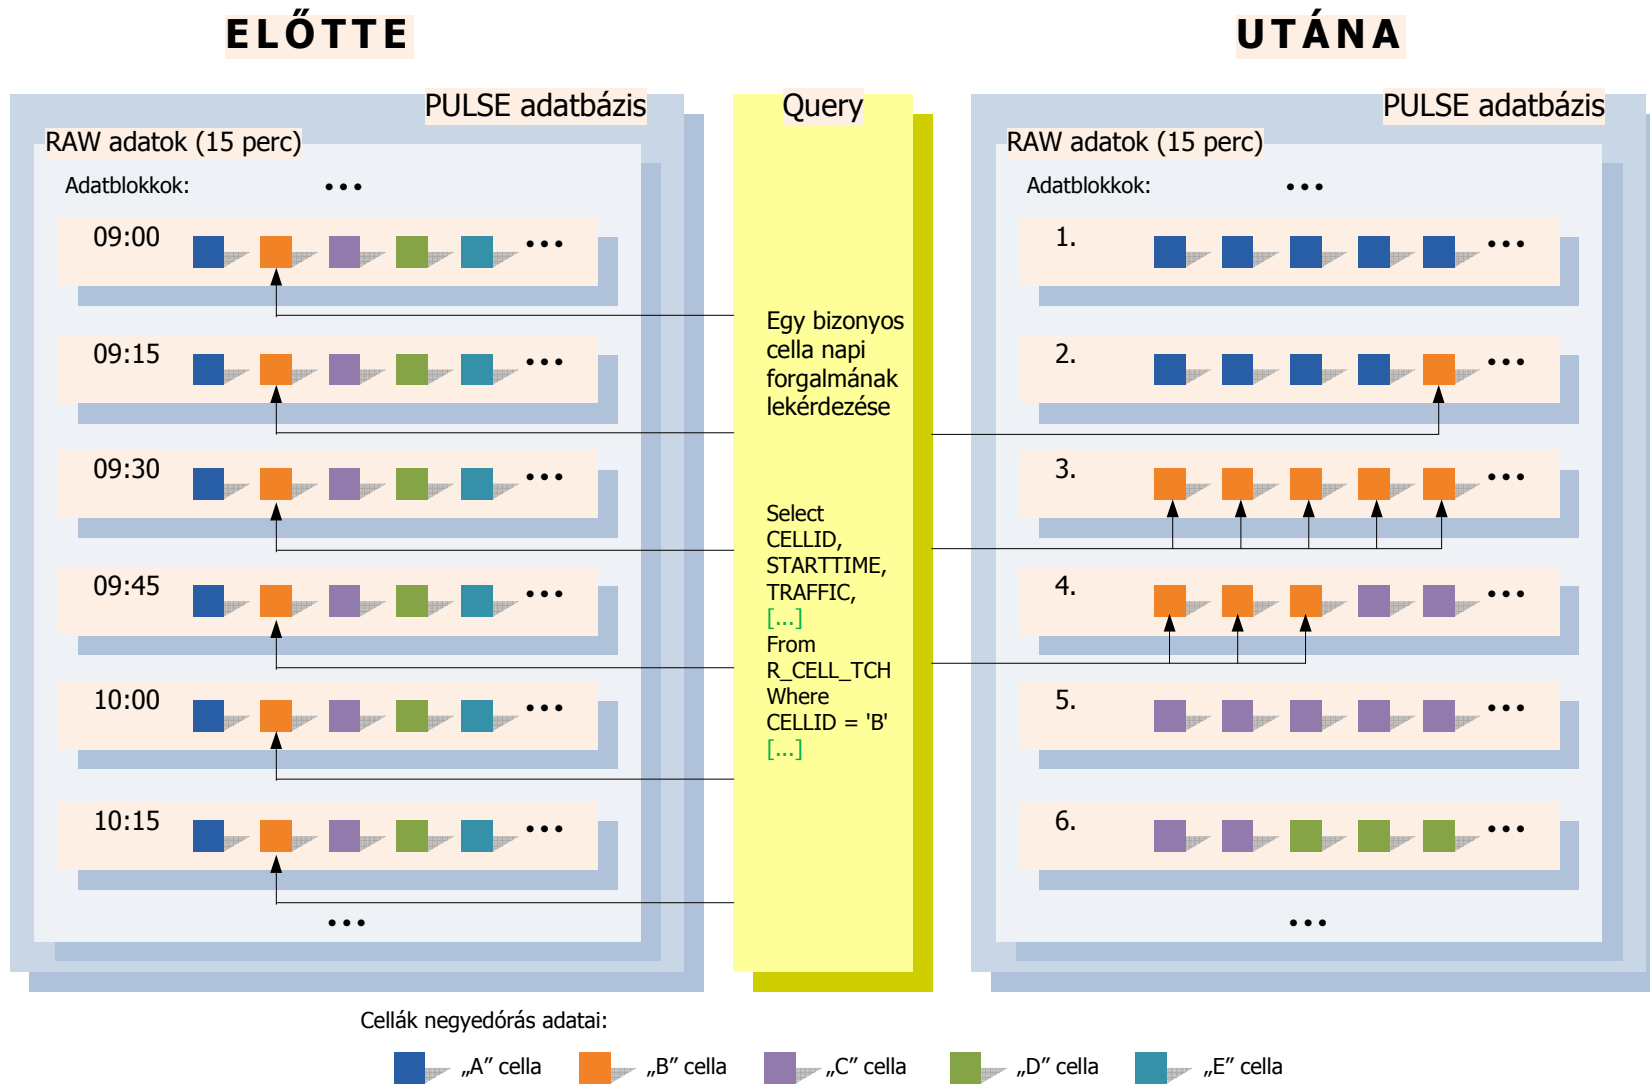 ELŐTTE
UTÁNA
PULSE adatbázis
RAW adatok (15 perc)
Adatblokkok:
...
09:00
...
09:15
...
09:30
...
09:45
...
10:00
...
10:15
...
...
Query
Egy bizonyos
cella napi
forgalmának
lekérdezése
Select
CELLID,
STARTTIME,
TRAFFIC,
[...]
From
R_CELL_TCH
Where
CELLID = 'B'
[...]
PULSE adatbázis
RAW adatok (15 perc)
Adatblokkok:
...
1.
...
2.
...
3.
...
4.
...
5.
...
6.
...
...
Cellák negyedórás adatai:
„A” cella
„B” cella
„C” cella
„D” cella
„E” cella